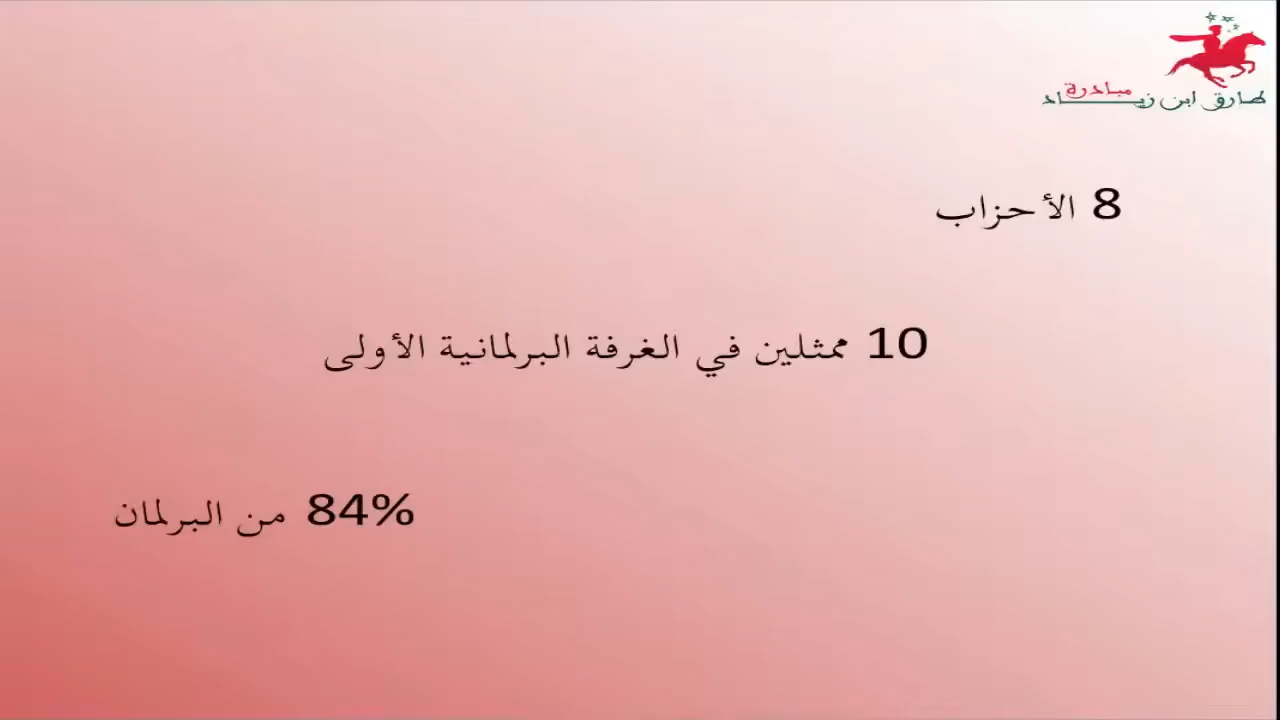 مبادرة
طارق ابن زياد
8 الأحزاب
10 ممثلين في الغرفة البرلمانية الأولى
84% من البرلمان